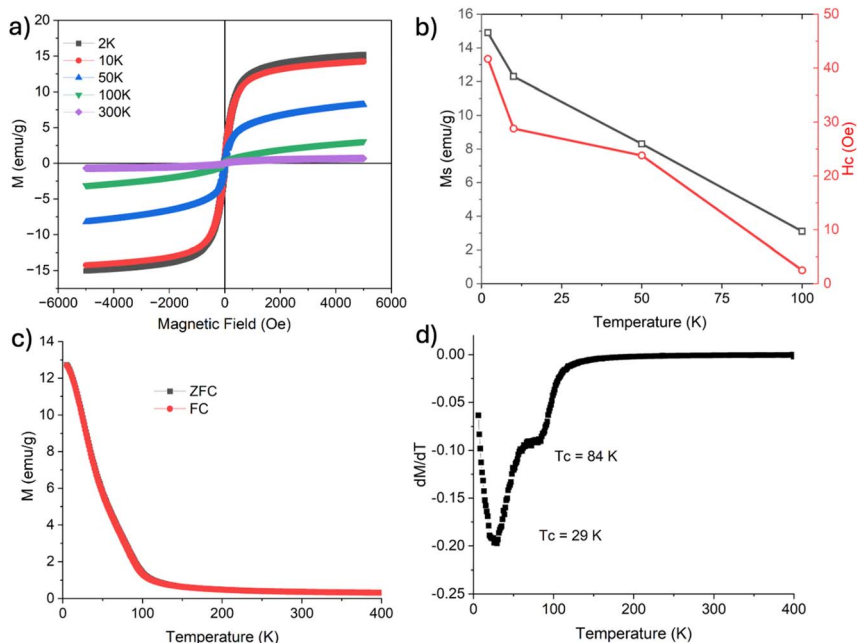 a)
2K
10K
50K
100K
300K
M (emu/g)
20
15
10
5
0
−5
−10
−15
−6000 −4000 −2000 0 2000 4000 6000
Magnetic Field (Oe)
b)
Ms (emu/g)
16
14
12
10
8
6
4
2
0
50
40
30
20
10
0
Hc (Oe)
0 25 50 75 100
Temperature (K)
c)
ZFC
FC
M (emu/g)
14
12
10
8
6
4
2
0
0 100 200 300 400
Temperature (K)
d)
dM/dT
0.00
-0.05
-0.10
-0.15
-0.20
-0.25
Tc = 84 K
Tc = 29 K
0 100 200 300 400
Temperature (K)